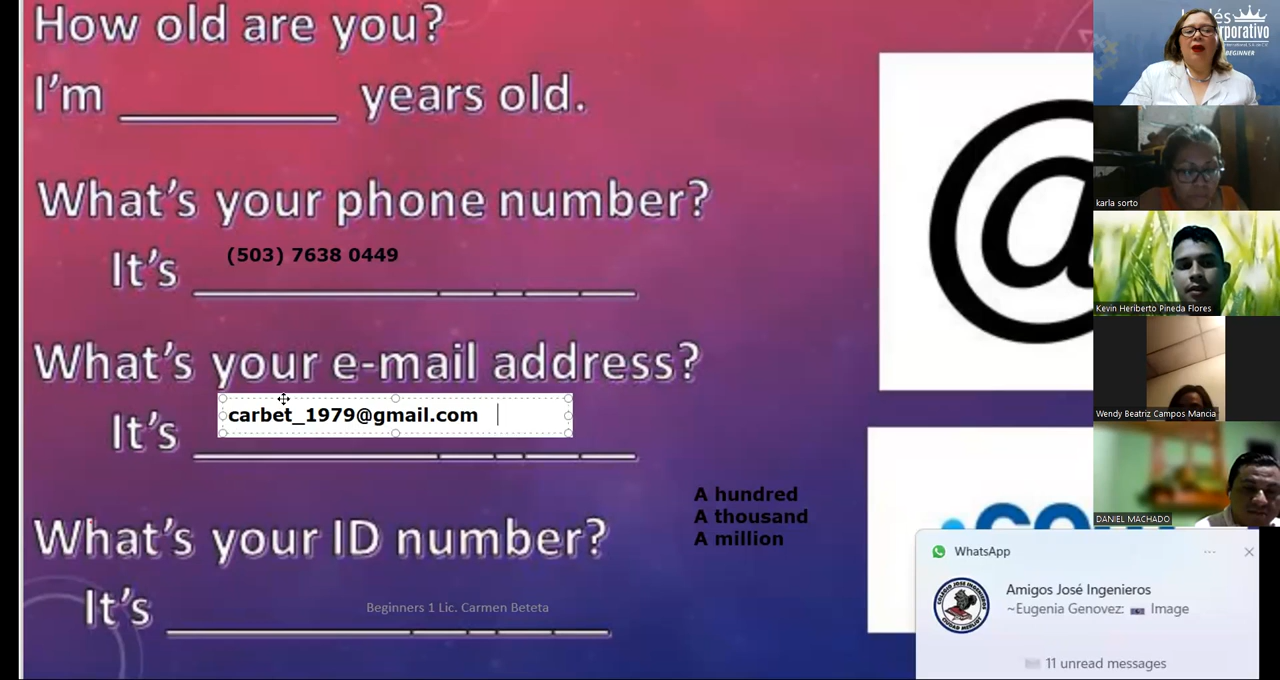 How old are you?
I'm _________ years old.
What's your phone number?
It's (503) 7638 0449
What's your e-mail address?
It's carbet_1979@gmail.com
What's your ID number?
It's
Beginners 1 Lic. Carmen Beteta
A hundred
A thousand
A million
@
BEGINNER
karla sorto
Kevin Heriberto Pineda Flores
Wendy Beatriz Campos Mancia
DANIEL MACHADO
WhatsApp
Amigos José Ingenieros
~Eugenia Genovez: Image
11 unread messages